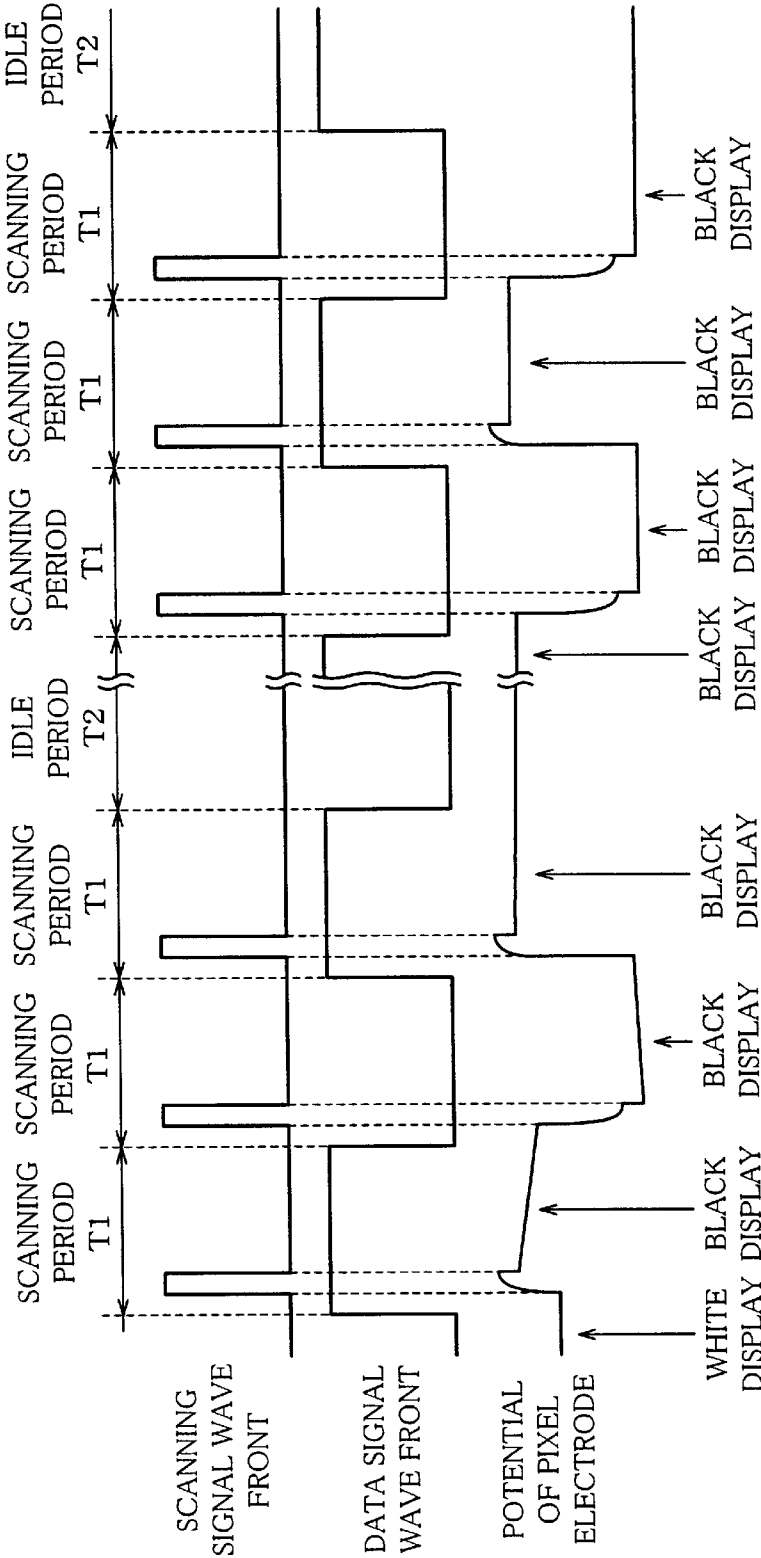 SCANNING
PERIOD
T1
SCANNING
PERIOD
T1
SCANNING
PERIOD
T1
IDLE
PERIOD
T2
SCANNING
PERIOD
T1
SCANNING
PERIOD
T1
SCANNING
PERIOD
T1
IDLE
PERIOD
T2
SCANNING
SIGNAL WAVE
FRONT
DATA SIGNAL
WAVE FRONT
POTENTIAL
OF PIXEL
ELECTRODE
WHITE
DISPLAY
BLACK
DISPLAY
BLACK
DISPLAY
BLACK
DISPLAY
BLACK
DISPLAY
BLACK
DISPLAY
BLACK
DISPLAY
BLACK
DISPLAY